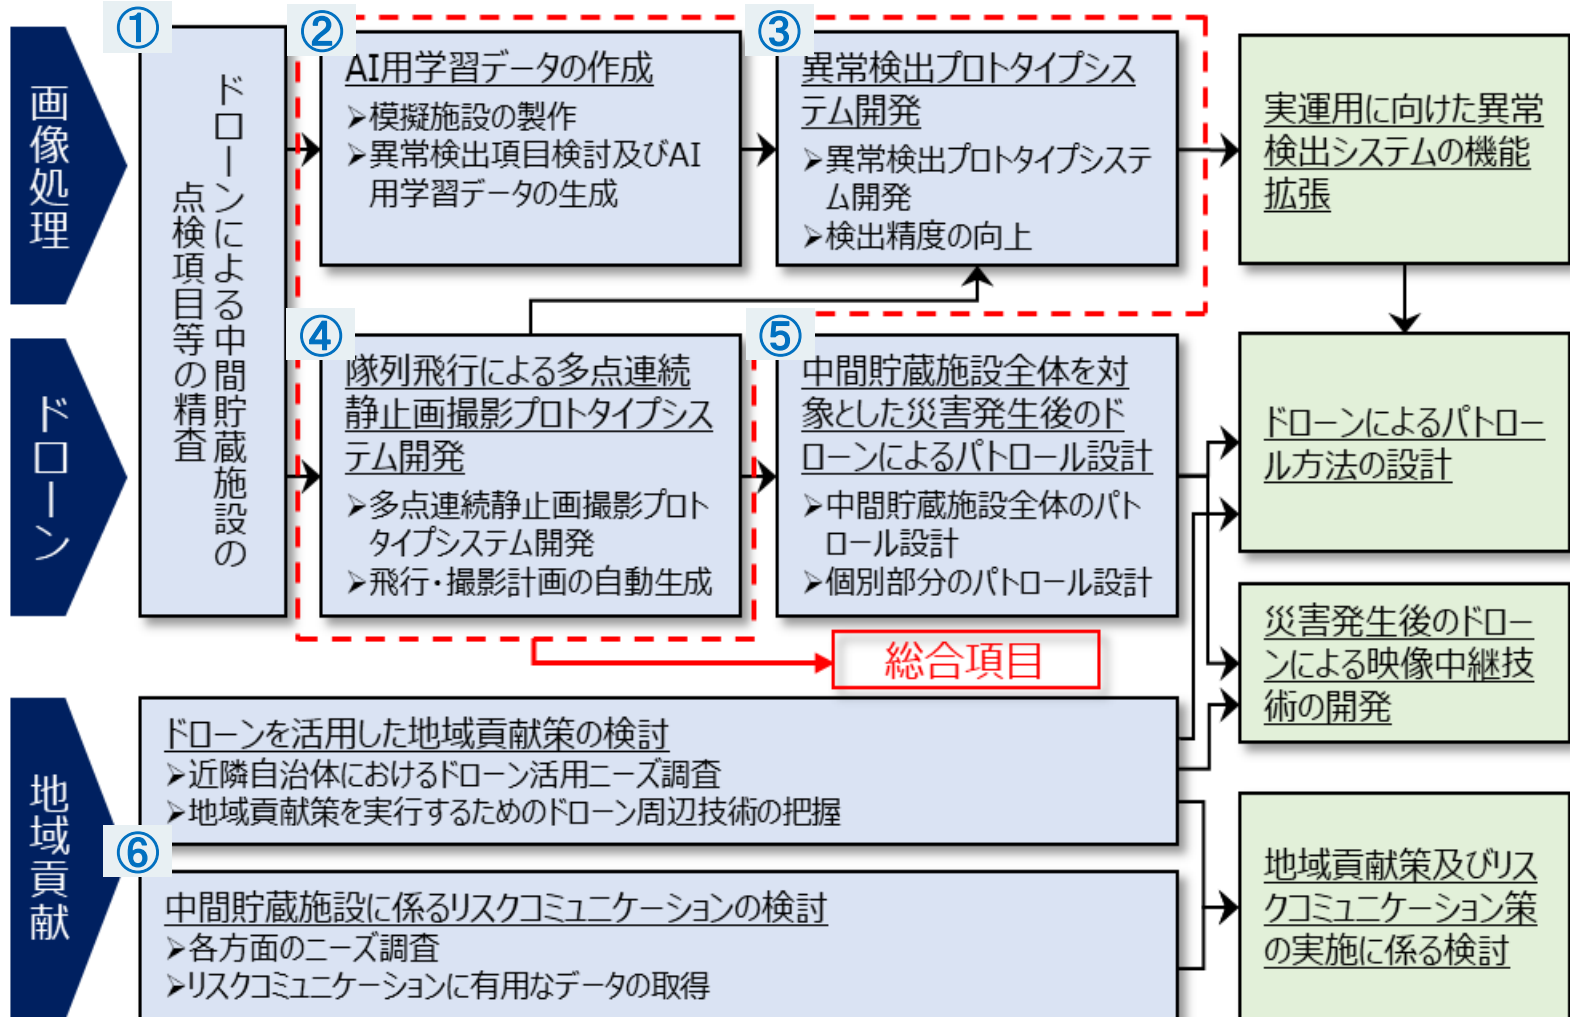 画像処理
①
ドローンによる中間貯蔵施設の
点検項目等の精査
②
AI用学習データの作成
➢模擬施設の製作
➢異常検出項目検討及びAI
用学習データの生成
③
異常検出プロトタイプシス
テム開発
➢異常検出プロトタイプシステ
ム開発
➢検出精度の向上
実運用に向けた異常
検出システムの機能
拡張
ドローン
④
隊列飛行による多点連続
静止画撮影プロトタイプシス
テム開発
➢多点連続静止画撮影プロト
タイプシステム開発
➢飛行・撮影計画の自動生成
⑤
中間貯蔵施設全体を対
象とした災害発生後のド
ローンによるパトロール設計
➢中間貯蔵施設全体のパト
ロール設計
➢個別部分のパトロール設計
ドローンによるパトロー
ル方法の設計
災害発生後のドロー
ンによる映像中継技
術の開発
総合項目
地域貢献
ドローンを活用した地域貢献策の検討
➢近隣自治体におけるドローン活用ニーズ調査
➢地域貢献策を実行するためのドローン周辺技術の把握
⑥
中間貯蔵施設に係るリスクコミュニケーションの検討
➢各方面のニーズ調査
➢リスクコミュニケーションに有用なデータの取得
地域貢献策及びリス
クコミュニケーション策
の実施に係る検討